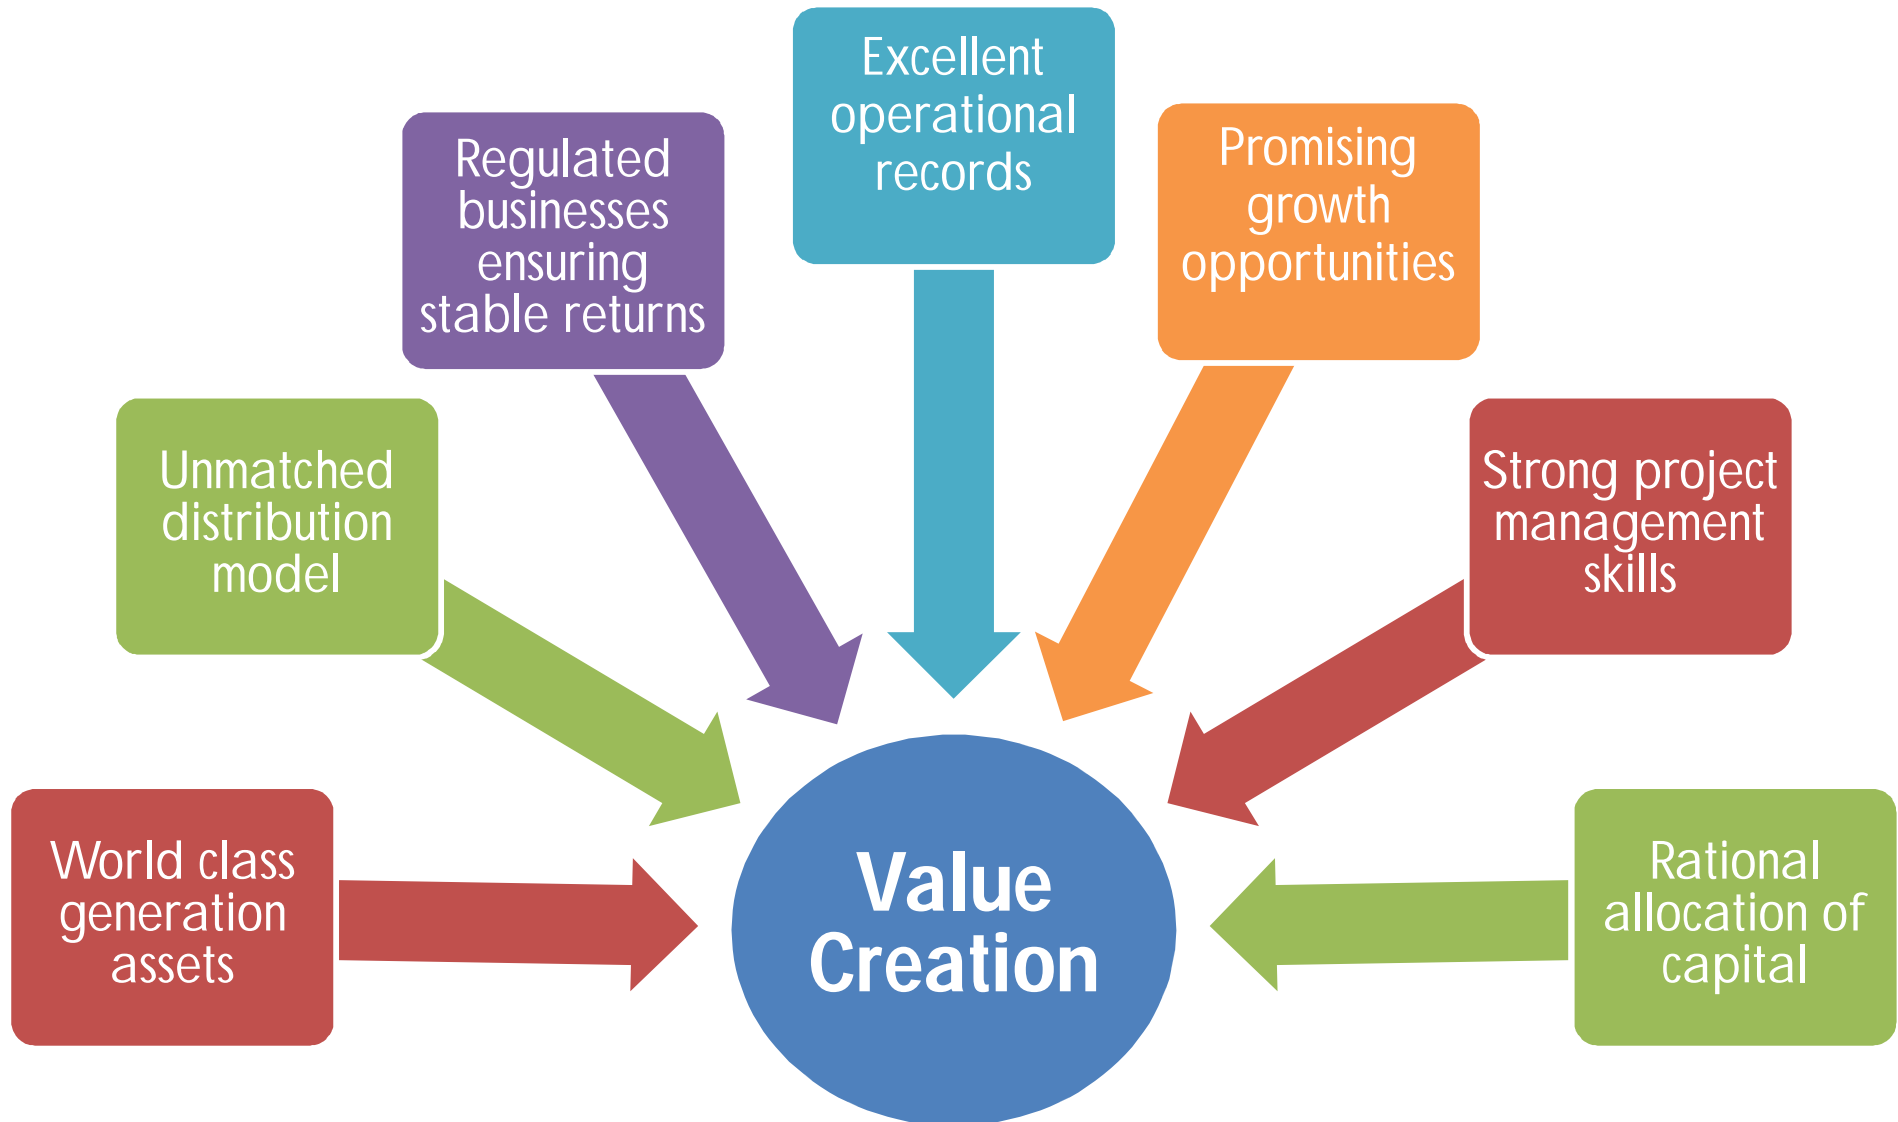 Excellent
operational
records
Regulated
businesses
ensuring
stable returns
Promising
growth
opportunities
Unmatched
distribution
model
Strong project
management
skills
World class
generation
assets
Value
Creation
Rational
allocation of
capital